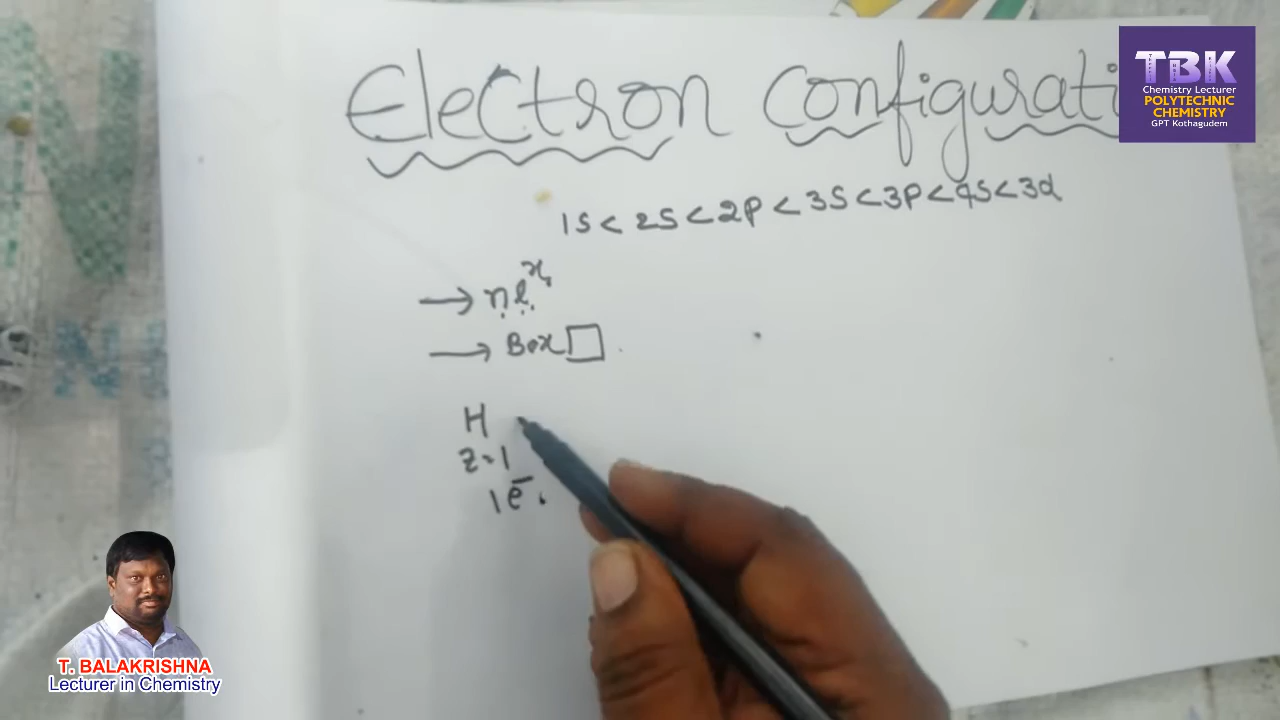 Electron Configurati
TBK
Chemistry Lecturer
POLYTECHNIC
CHEMISTRY
GPT Kothagudem
1S < 2S < 2P < 3S < 3P < 4S < 3d
→ nlˣ
→ Box □
H
Z=1
1e⁻
T. BALAKRISHNA
Lecturer in Chemistry